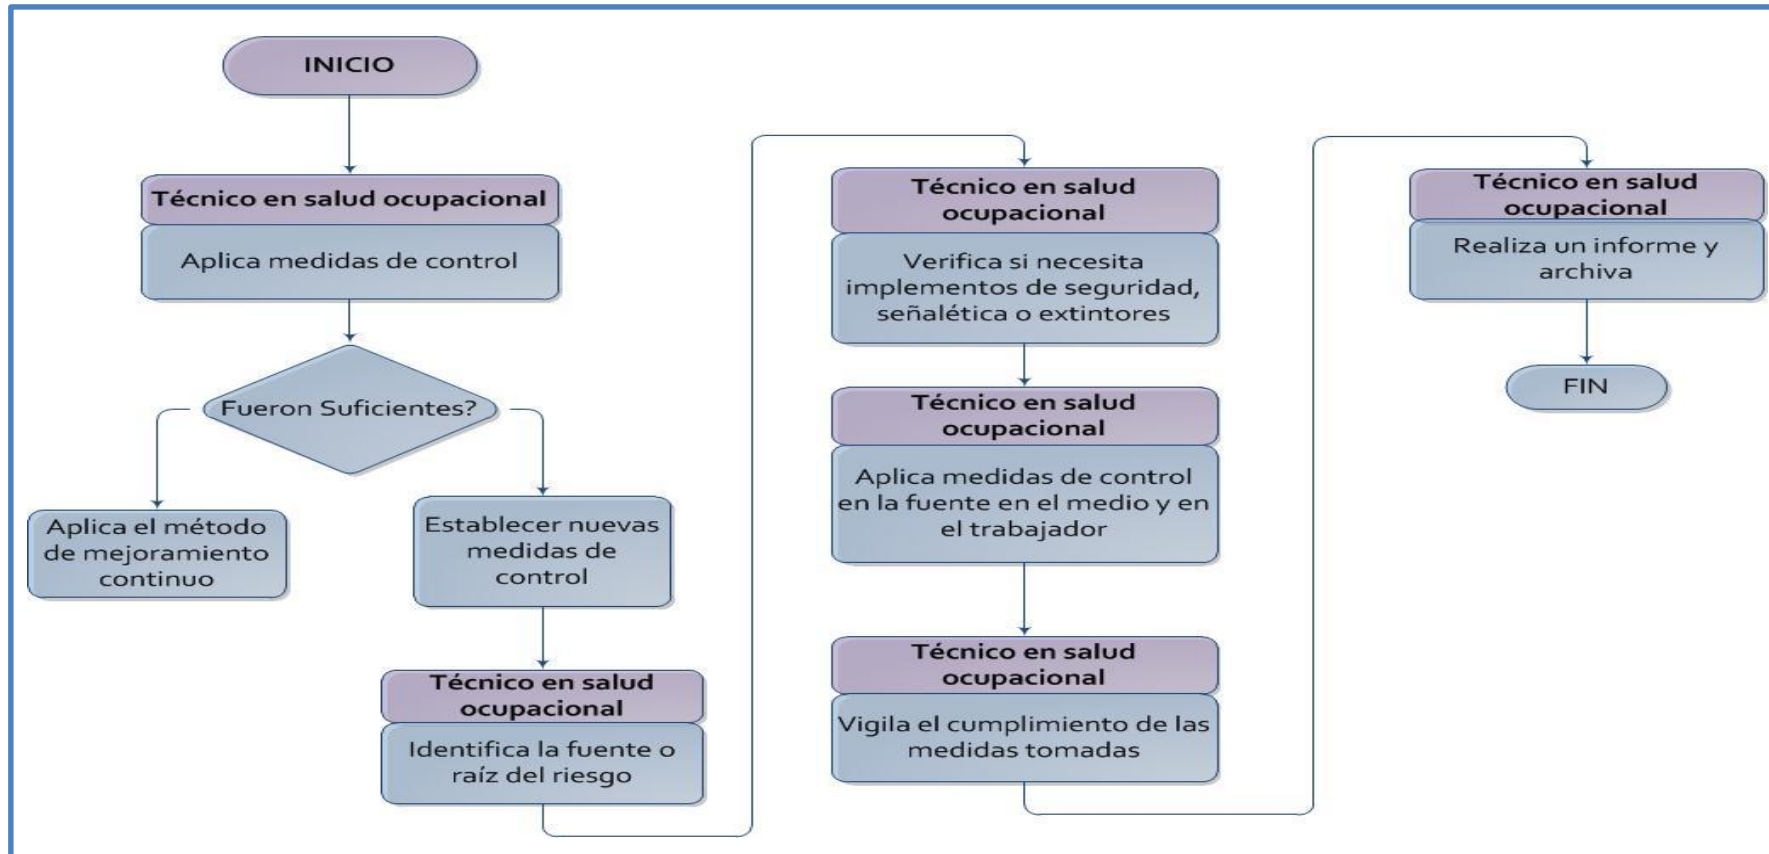 INICIO
Técnico en salud ocupacional
Aplica medidas de control
Fueron Suficientes?
Aplica el método
de mejoramiento
continuo
Establecer nuevas
medidas de
control
Técnico en salud
ocupacional
Identifica la fuente o
raíz del riesgo
Técnico en salud
ocupacional
Verifica si necesita
implementos de seguridad,
señalética o extintores
Técnico en salud
ocupacional
Aplica medidas de control
en la fuente en el medio y en
el trabajador
Técnico en salud
ocupacional
Vigila el cumplimiento de las
medidas tomadas
Técnico en salud
ocupacional
Realiza un informe y
archiva
FIN